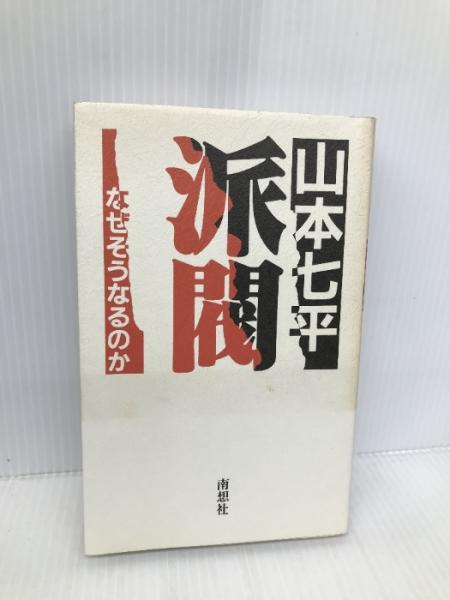 山本七平
派閥
なぜそうなるのか
南想社